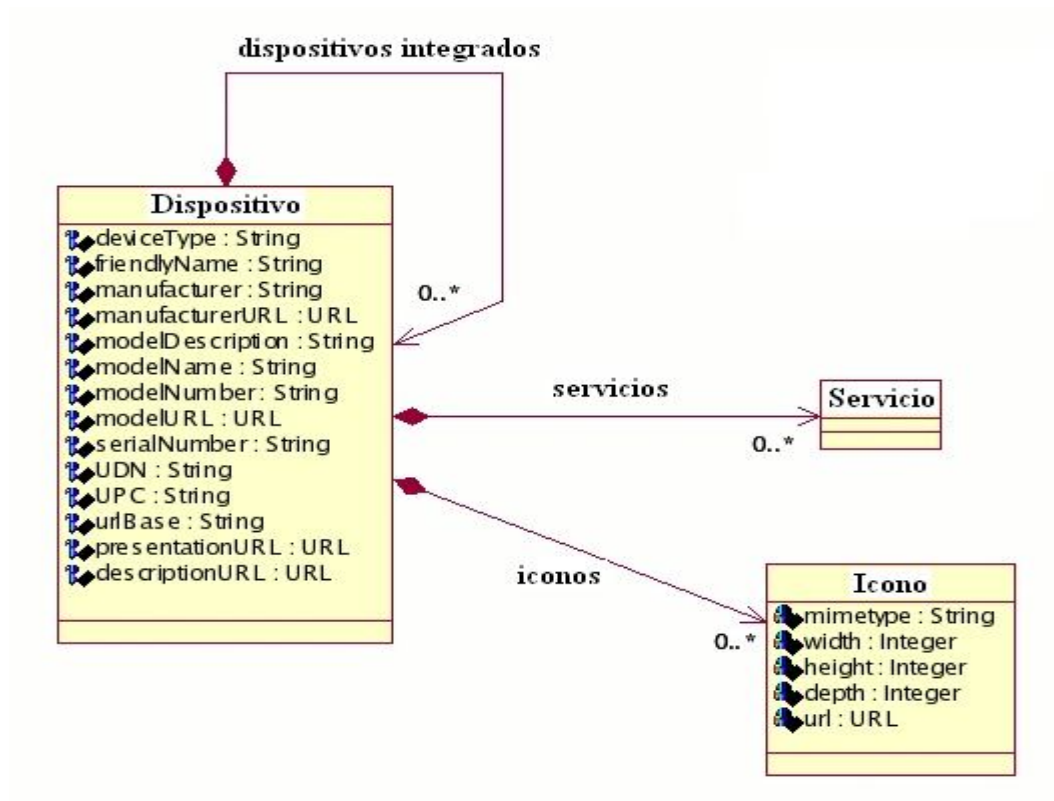 dispositivos integrados
Dispositivo
deviceType : String
friendlyName : String
manufacturer : String
manufacturerURL : URL
modelDescription : String
modelName : String
modelNumber : String
modelURL : URL
serialNumber : String
UDN : String
UPC : String
urlBase : String
presentationURL : URL
descriptionURL : URL
0..*
servicios
Servicio
0..*
iconos
0..*
Icono
mimetype : String
width : Integer
height : Integer
depth : Integer
url : URL